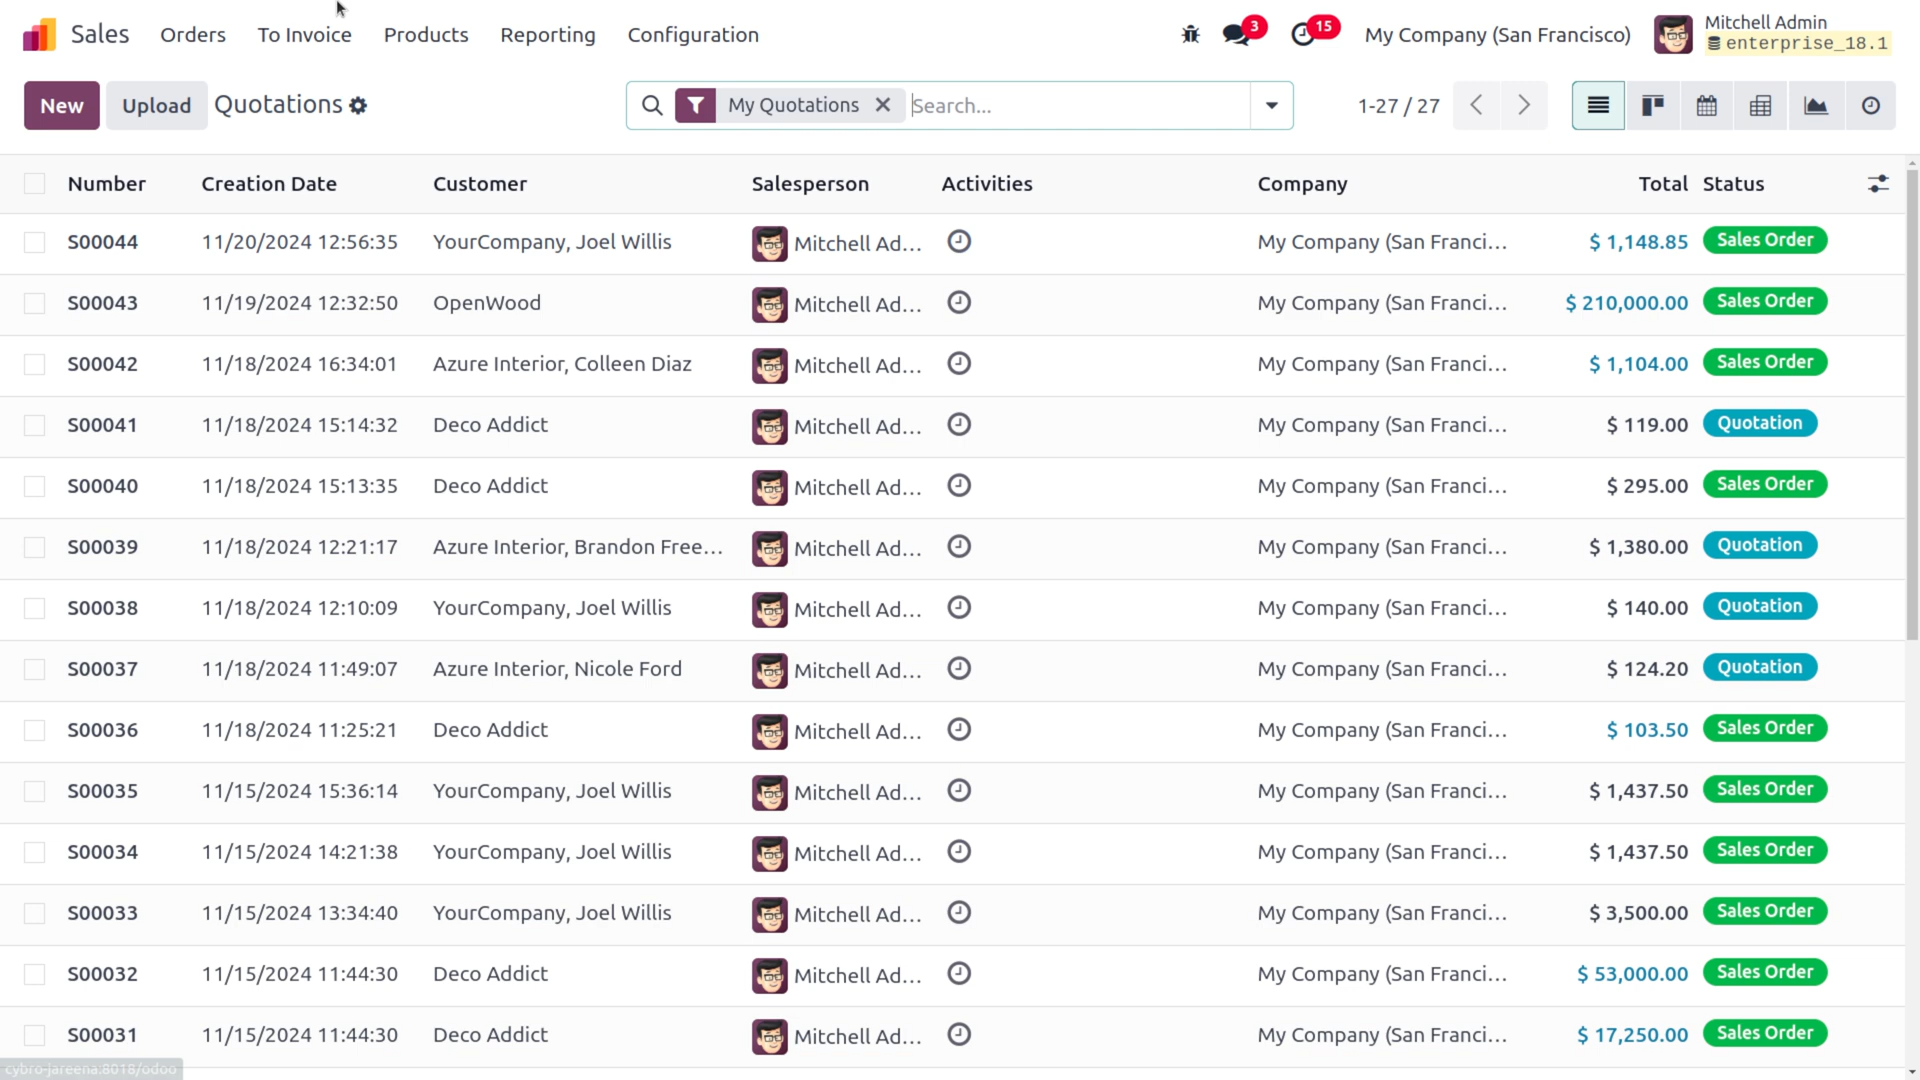 Sales Orders To Invoice Products Reporting Configuration 3 15 My Company (San Francisco) Mitchell Admin
enterprise_18.1
New Upload Quotations My Quotations Search... 1-27 / 27
Number Creation Date Customer Salesperson Activities Company Total Status
S00044 11/20/2024 12:56:35 YourCompany, Joel Willis Mitchell Ad... My Company (San Franci... $ 1,148.85 Sales Order
S00043 11/19/2024 12:32:50 OpenWood Mitchell Ad... My Company (San Franci... $ 210,000.00 Sales Order
S00042 11/18/2024 16:34:01 Azure Interior, Colleen Diaz Mitchell Ad... My Company (San Franci... $ 1,104.00 Sales Order
S00041 11/18/2024 15:14:32 Deco Addict Mitchell Ad... My Company (San Franci... $ 119.00 Quotation
S00040 11/18/2024 15:13:35 Deco Addict Mitchell Ad... My Company (San Franci... $ 295.00 Sales Order
S00039 11/18/2024 12:21:17 Azure Interior, Brandon Free... Mitchell Ad... My Company (San Franci... $ 1,380.00 Quotation
S00038 11/18/2024 12:10:09 YourCompany, Joel Willis Mitchell Ad... My Company (San Franci... $ 140.00 Quotation
S00037 11/18/2024 11:49:07 Azure Interior, Nicole Ford Mitchell Ad... My Company (San Franci... $ 124.20 Quotation
S00036 11/18/2024 11:25:21 Deco Addict Mitchell Ad... My Company (San Franci... $ 103.50 Sales Order
S00035 11/15/2024 15:36:14 YourCompany, Joel Willis Mitchell Ad... My Company (San Franci... $ 1,437.50 Sales Order
S00034 11/15/2024 14:21:38 YourCompany, Joel Willis Mitchell Ad... My Company (San Franci... $ 1,437.50 Sales Order
S00033 11/15/2024 13:34:40 YourCompany, Joel Willis Mitchell Ad... My Company (San Franci... $ 3,500.00 Sales Order
S00032 11/15/2024 11:44:30 Deco Addict Mitchell Ad... My Company (San Franci... $ 53,000.00 Sales Order
S00031 11/15/2024 11:44:30 Deco Addict Mitchell Ad... My Company (San Franci... $ 17,250.00 Sales Order
cybro-jareena:8018/odoo